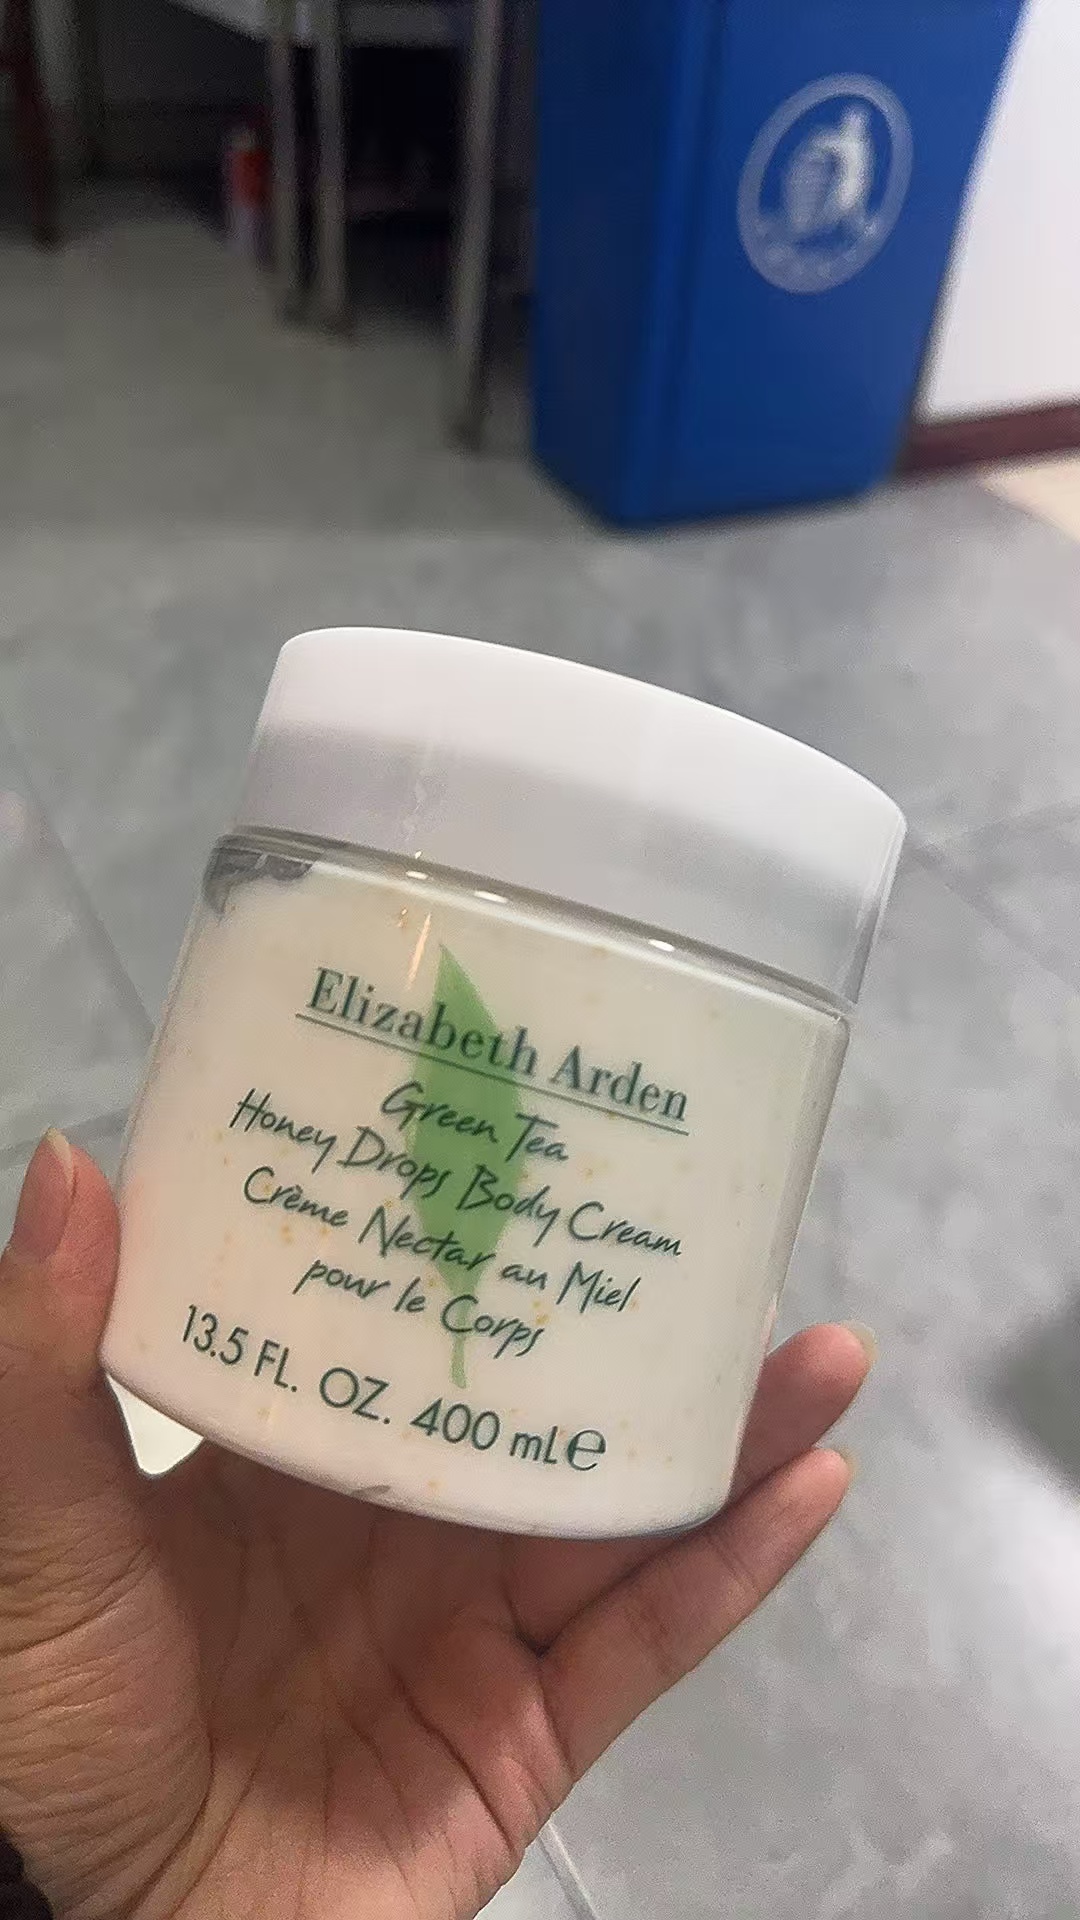 Elizabeth Arden
Green Tea
Honey Drops Body Cream
Crème Nectar au Miel
pour le Corps
13.5 FL. OZ. 400 mL℮